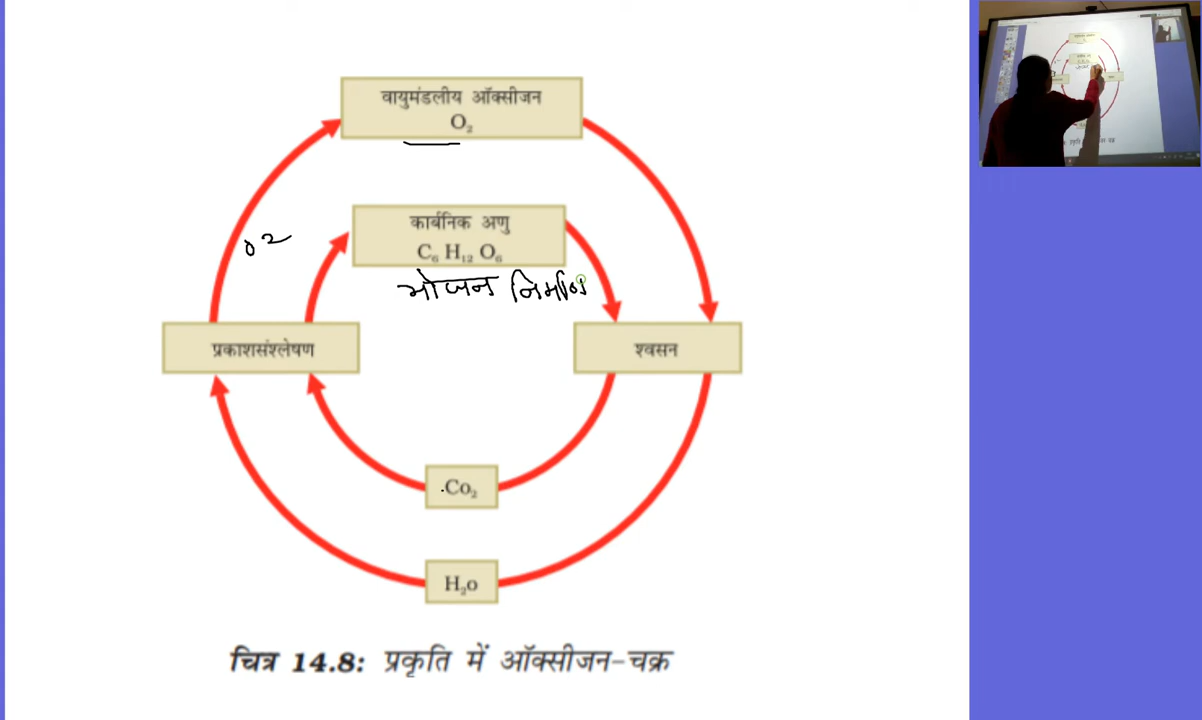 वायुमंडलीय ऑक्सीजन
O₂
कार्बनिक अणु
C₆ H₁₂ O₆
o2
भोजन निर्माण
प्रकाशसंश्लेषण
श्वसन
.Co₂
H₂o
चित्र 14.8: प्रकृति में ऑक्सीजन-चक्र